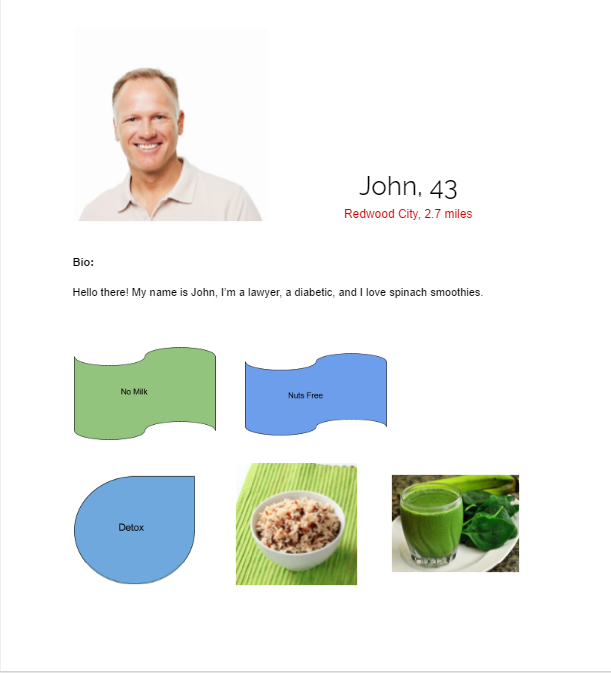 John, 43
Redwood City, 2.7 miles
Bio:
Hello there! My name is John, I'm a lawyer, a diabetic, and I love spinach smoothies.
No Milk
Nuts Free
Detox